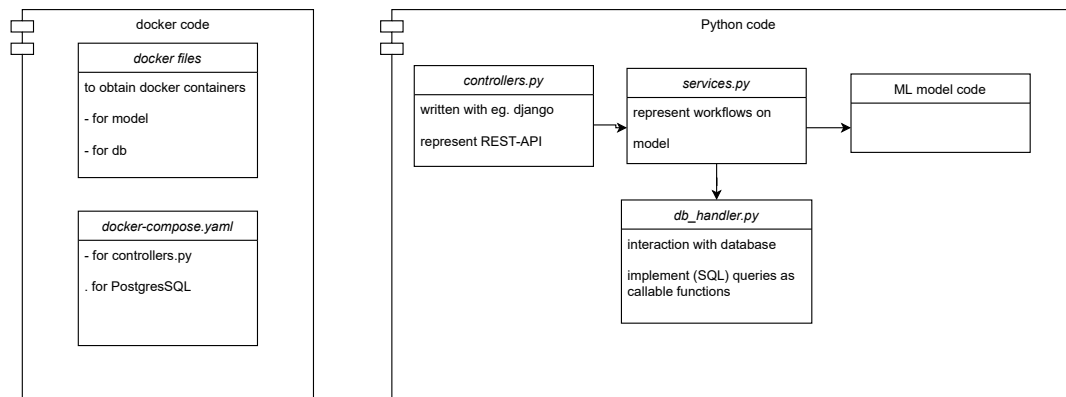 docker code
docker files
to obtain docker containers
- for model
- for db
docker-compose.yaml
- for controllers.py
. for PostgresSQL
Python code
controllers.py
written with eg. django
represent REST-API
services.py
represent workflows on
model
ML model code
db_handler.py
interaction with database
implement (SQL) queries as
callable functions